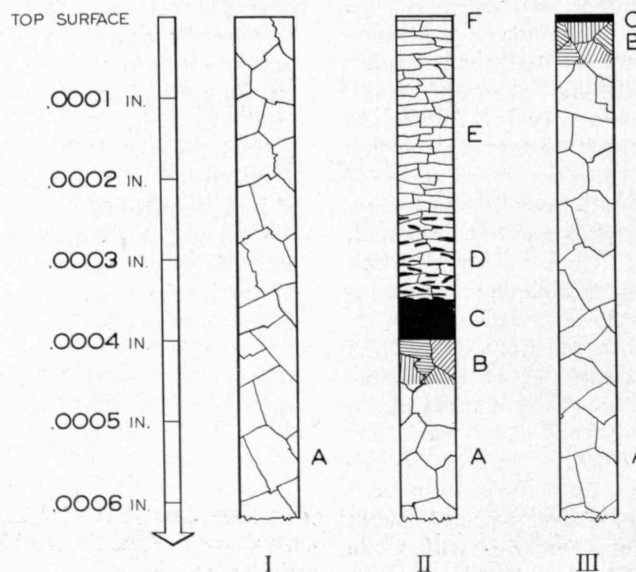 TOP SURFACE
.0001 IN.
.0002 IN.
.0003 IN.
.0004 IN.
.0005 IN.
.0006 IN.
A
I
F
E
D
C
B
A
II
C
B
A
III